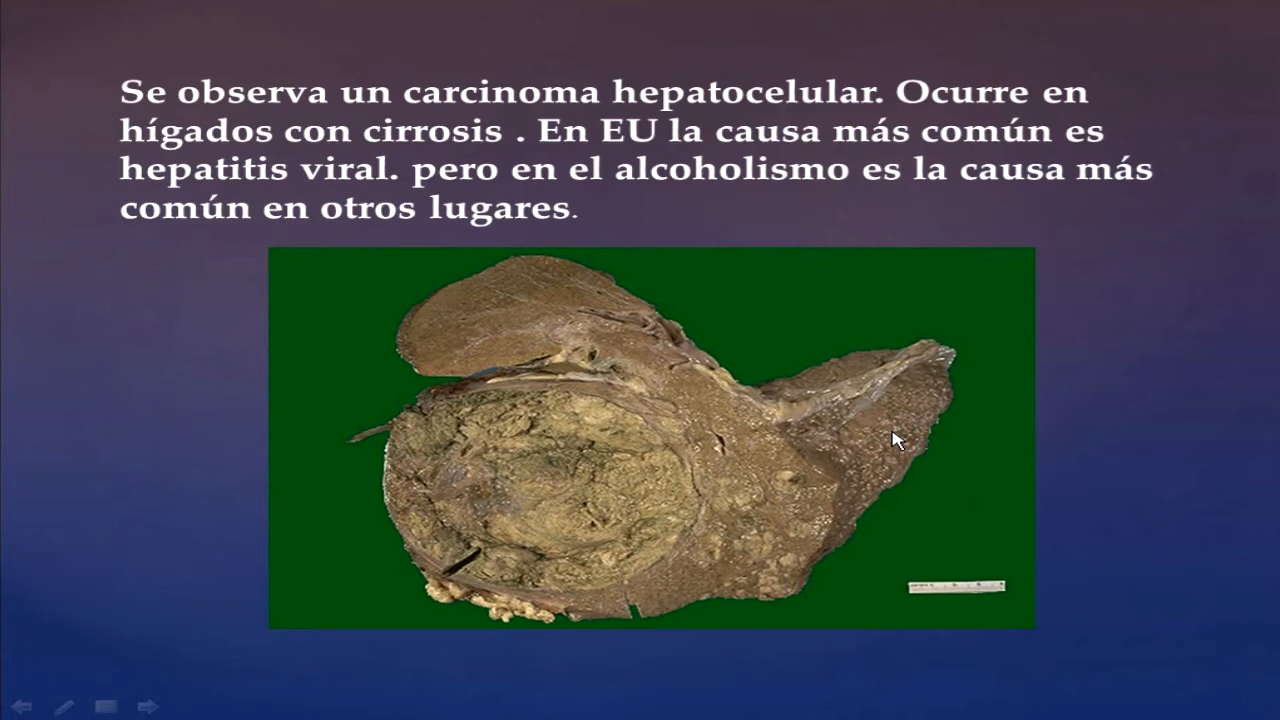 Se observa un carcinoma hepatocelular. Ocurre en
hígados con cirrosis . En EU la causa más común es
hepatitis viral. pero en el alcoholismo es la causa más
común en otros lugares.